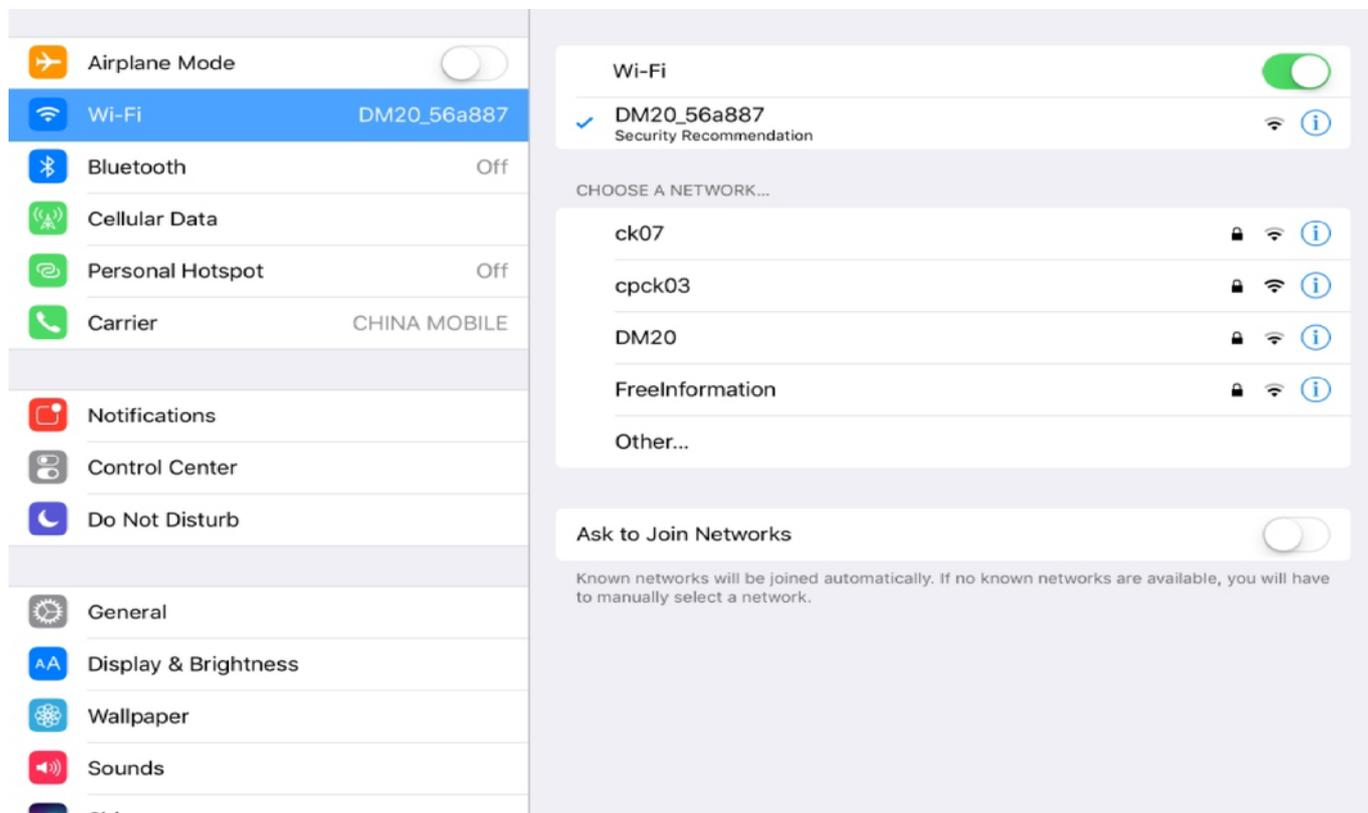 Airplane Mode
Wi-Fi DM20_56a887
Bluetooth Off
Cellular Data
Personal Hotspot Off
Carrier CHINA MOBILE
Notifications
Control Center
Do Not Disturb
General
AA Display & Brightness
Wallpaper
Sounds
Wi-Fi
DM20_56a887
Security Recommendation
CHOOSE A NETWORK...
ck07
cpck03
DM20
FreeInformation
Other...
Ask to Join Networks
Known networks will be joined automatically. If no known networks are available, you will have
to manually select a network.